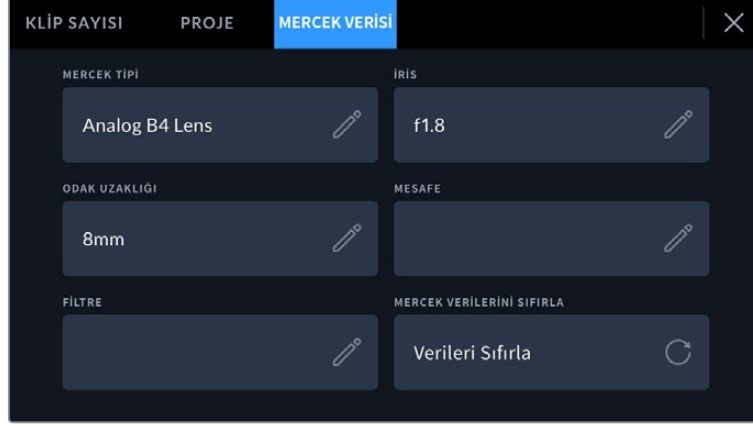 KLİP SAYISI PROJE MERCEK VERİSİ
MERCEK TİPİ İRİS
Analog B4 Lens f1.8
ODAK UZAKLIĞI MESAFE
8mm
FİLTRE MERCEK VERİLERİNİ SIFIRLA
Verileri Sıfırla